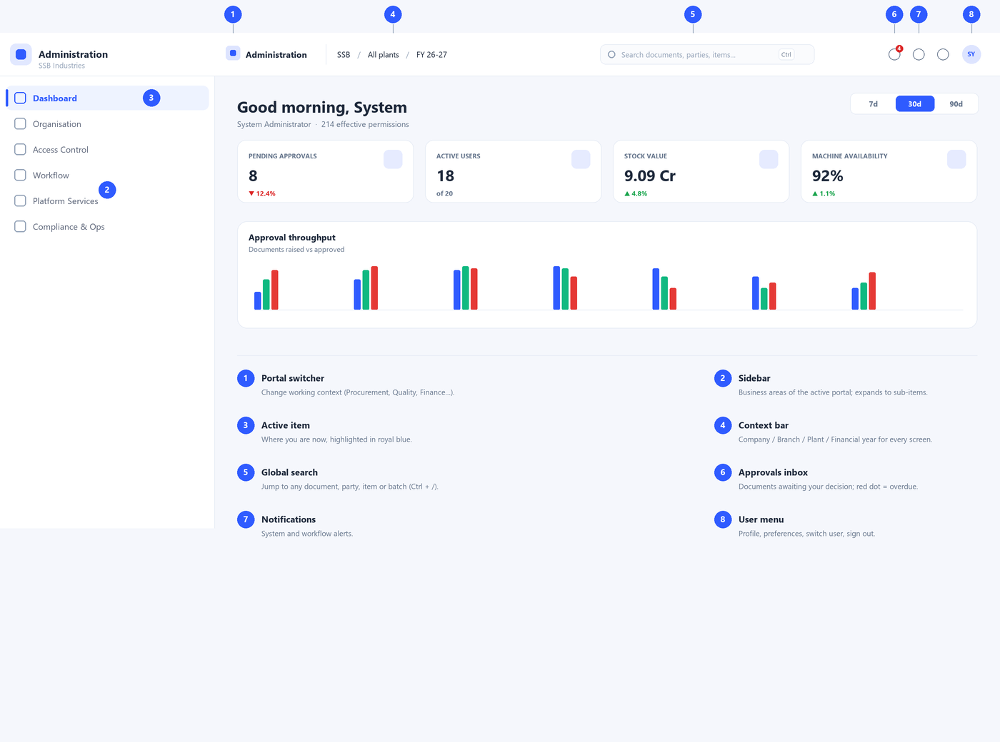 1
4
5
6
7
8
Administration
SSB Industries
Administration
SSB / All plants / FY 26-27
Search documents, parties, items...
Ctrl
4
SY
Dashboard
3
Organisation
Access Control
Workflow
2
Platform Services
Compliance & Ops
Good morning, System
System Administrator · 214 effective permissions
7d
30d
90d
PENDING APPROVALS
8
▼ 12.4%
ACTIVE USERS
18
of 20
STOCK VALUE
9.09 Cr
▲ 4.8%
MACHINE AVAILABILITY
92%
▲ 1.1%
Approval throughput
Documents raised vs approved
1 Portal switcher
Change working context (Procurement, Quality, Finance...).
2 Sidebar
Business areas of the active portal; expands to sub-items.
3 Active item
Where you are now, highlighted in royal blue.
4 Context bar
Company / Branch / Plant / Financial year for every screen.
5 Global search
Jump to any document, party, item or batch (Ctrl + /).
6 Approvals inbox
Documents awaiting your decision; red dot = overdue.
7 Notifications
System and workflow alerts.
8 User menu
Profile, preferences, switch user, sign out.